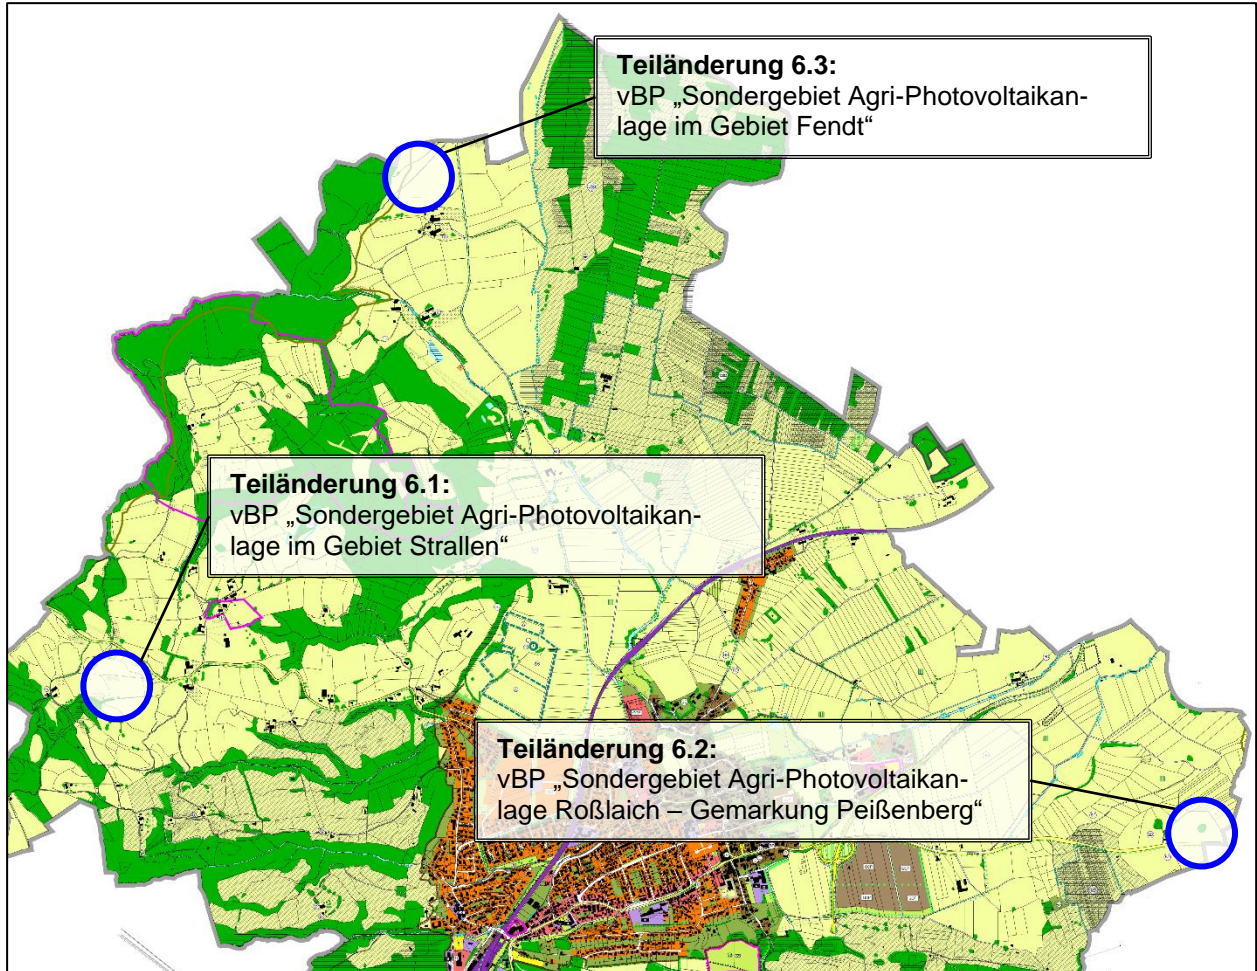 Teiländerung 6.3:
vBP „Sondergebiet Agri-Photovoltaikan-
lage im Gebiet Fendt“
Teiländerung 6.1:
vBP „Sondergebiet Agri-Photovoltaikan-
lage im Gebiet Strallen“
Teiländerung 6.2:
vBP „Sondergebiet Agri-Photovoltaikan-
lage Roßlaich – Gemarkung Peißenberg“